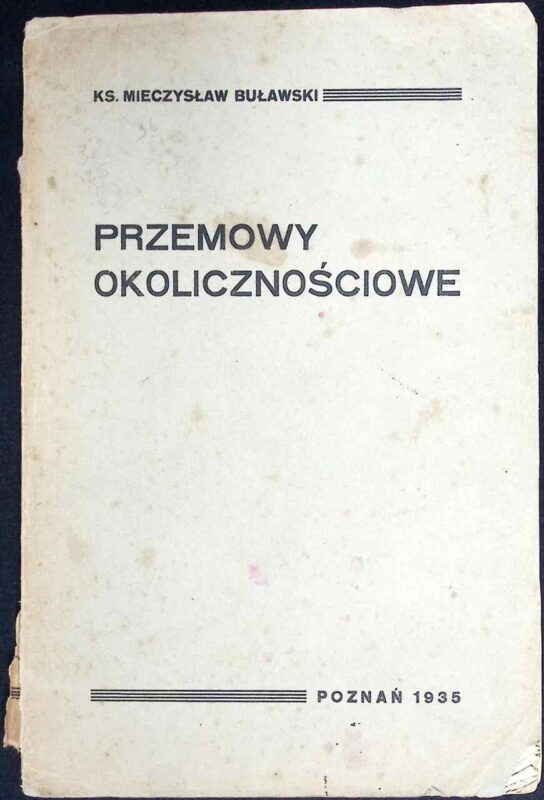 KS. MIECZYSŁAW BUŁAWSKI
PRZEMOWY
OKOLICZNOŚCIOWE
POZNAŃ 1935